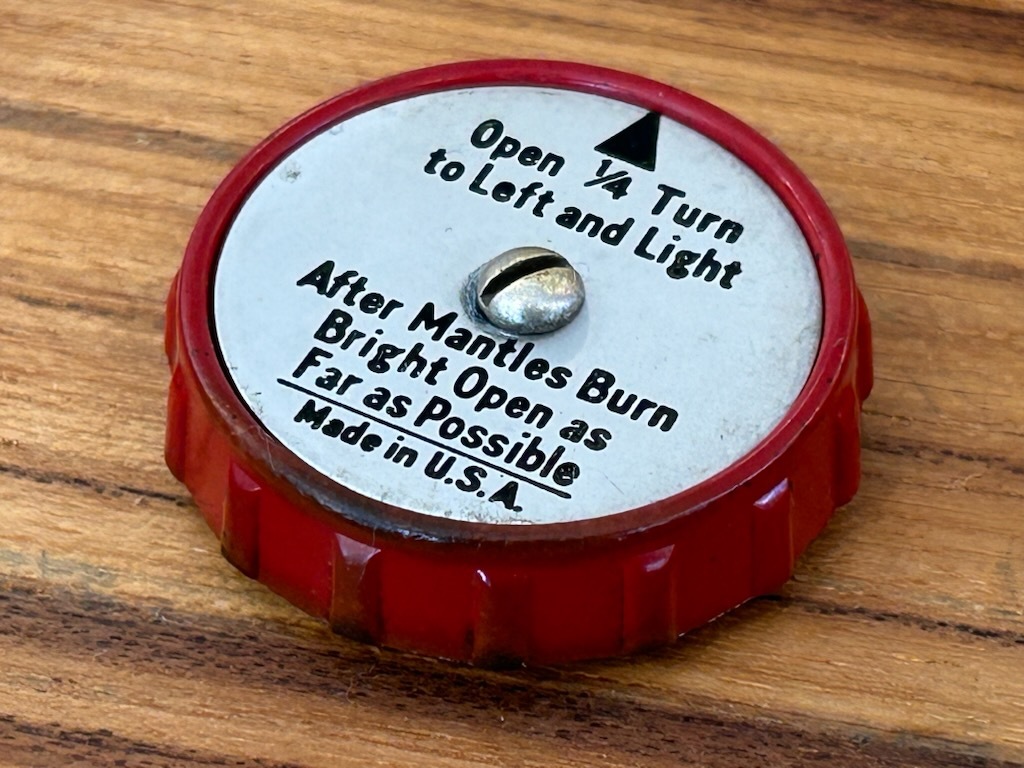 Open ¼ Turn
to Left and Light
After Mantles Burn
Bright Open as
Far as Possible
Made in U.S.A.